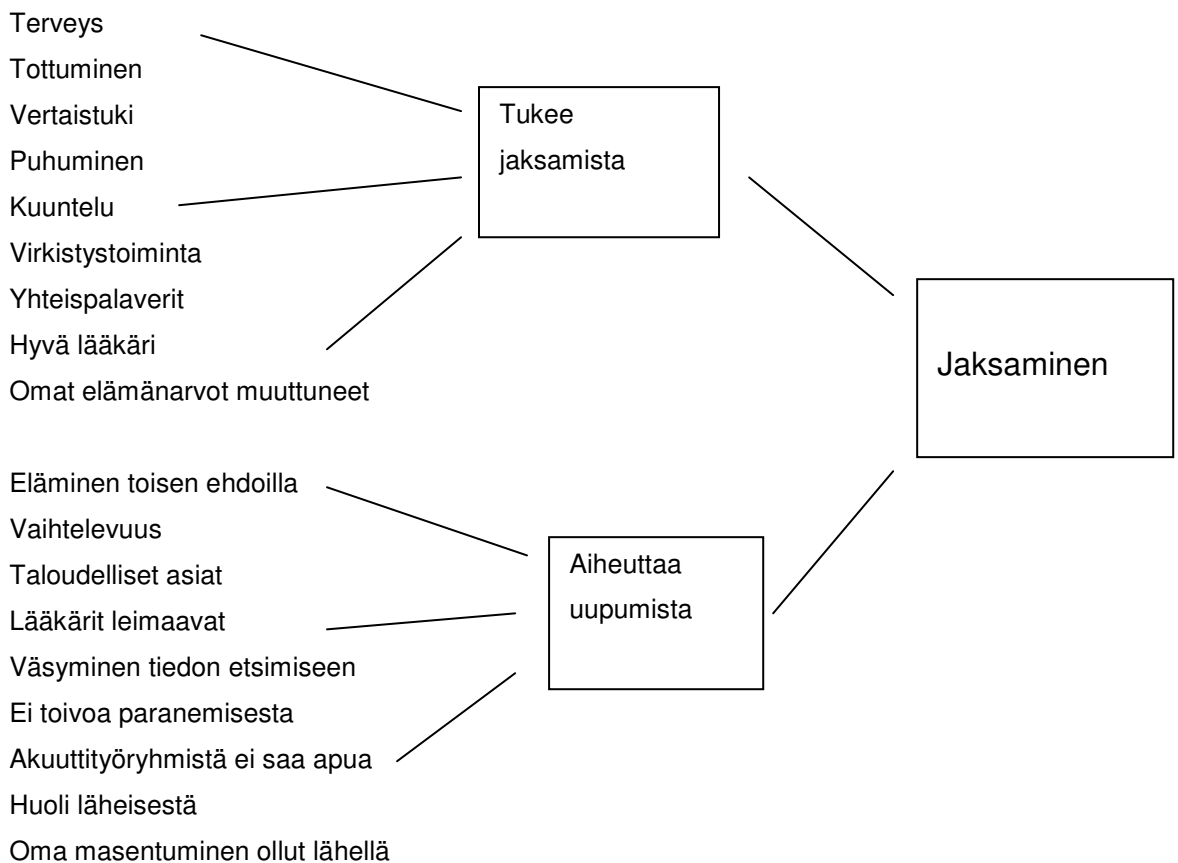 Terveys
Tottuminen
Vertaistuki
Puhuminen
Kuuntelu
Virkistystoiminta
Yhteispalaverit
Hyvä lääkäri
Omat elämänarvot muuttuneet
Tukee
jaksamista
Jaksaminen
Eläminen toisen ehdoilla
Vaihtelevuus
Taloudelliset asiat
Lääkärit leimaavat
Väsyminen tiedon etsimiseen
Ei toivoa paranemisesta
Akuuttityöryhmistä ei saa apua
Huoli läheisestä
Oma masentuminen ollut lähellä
Aiheuttaa
uupumista